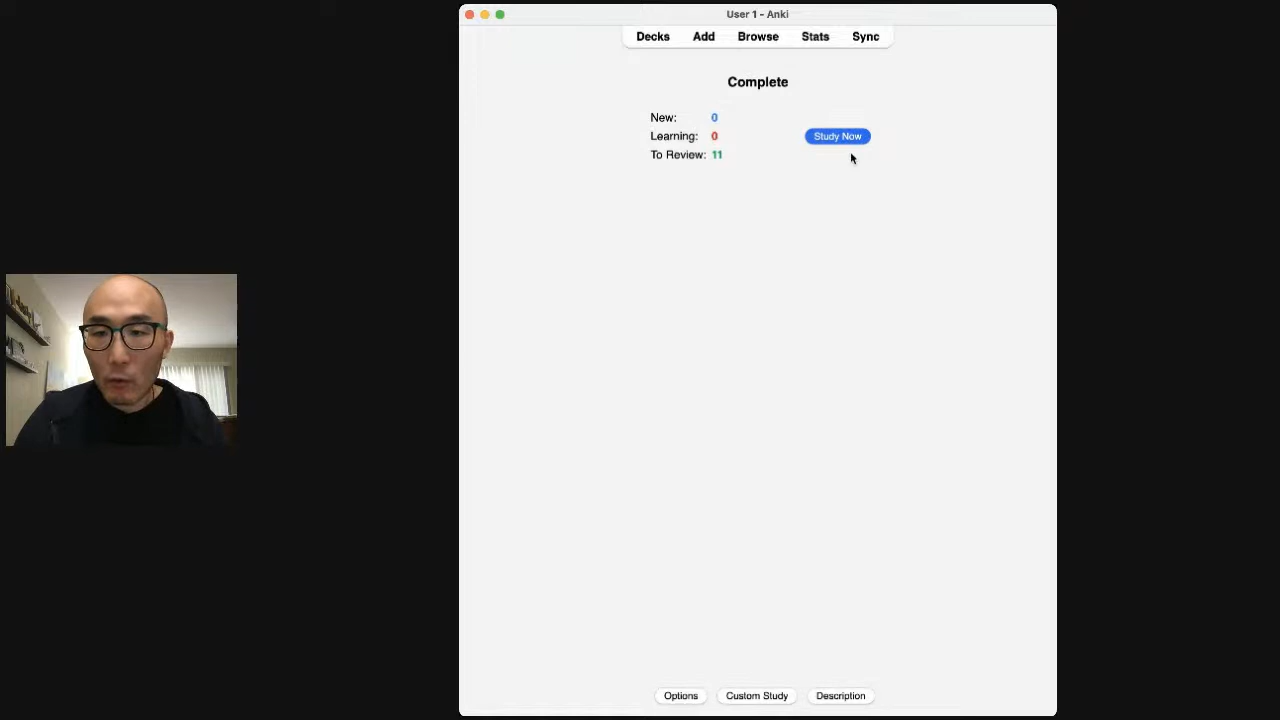 User 1 - Anki
Decks Add Browse Stats Sync
Complete
New: 0
Learning: 0
Study Now
To Review: 11
Options Custom Study Description